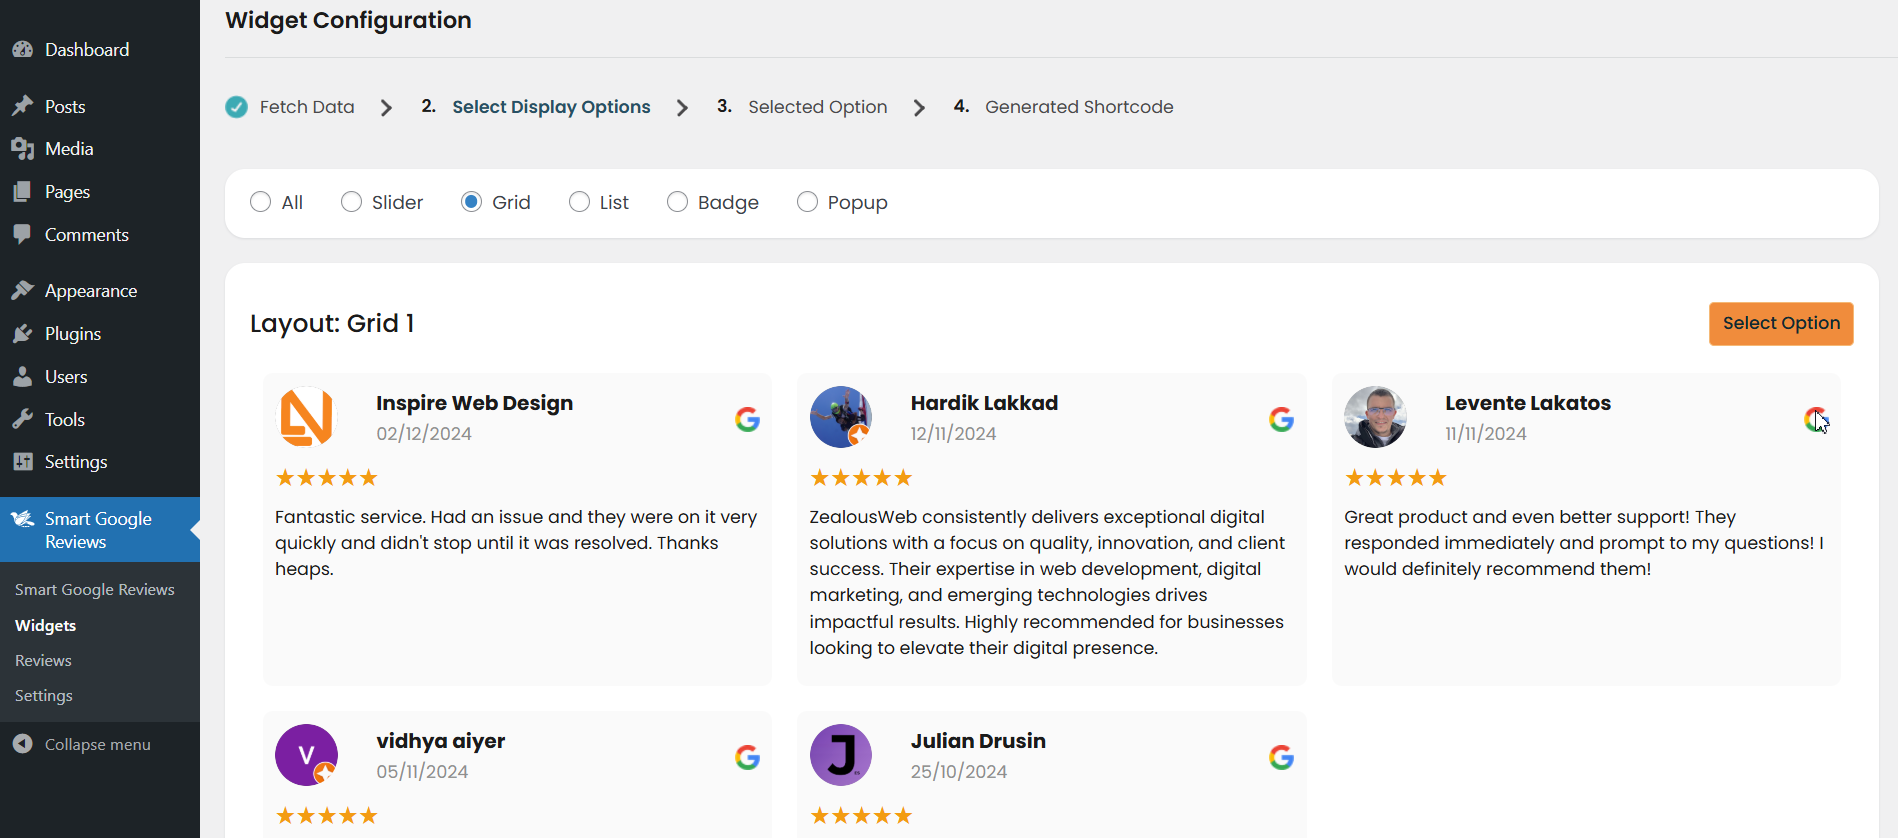 Widget Configuration
Dashboard
Posts
Media
Pages
Comments
Appearance
Plugins
Users
Tools
Settings
Smart Google
Reviews
Smart Google Reviews
Widgets
Reviews
Settings
Collapse menu
Fetch Data 2. Select Display Options 3. Selected Option 4. Generated Shortcode
All Slider Grid List Badge Popup
Layout: Grid 1
Select Option
Inspire Web Design
02/12/2024
Fantastic service. Had an issue and they were on it very
quickly and didn't stop until it was resolved. Thanks
heaps.
Hardik Lakkad
12/11/2024
ZealousWeb consistently delivers exceptional digital
solutions with a focus on quality, innovation, and client
success. Their expertise in web development, digital
marketing, and emerging technologies drives
impactful results. Highly recommended for businesses
looking to elevate their digital presence.
Levente Lakatos
11/11/2024
Great product and even better support! They
responded immediately and prompt to my questions! I
would definitely recommend them!
V
vidhya aiyer
05/11/2024
J
Julian Drusin
25/10/2024